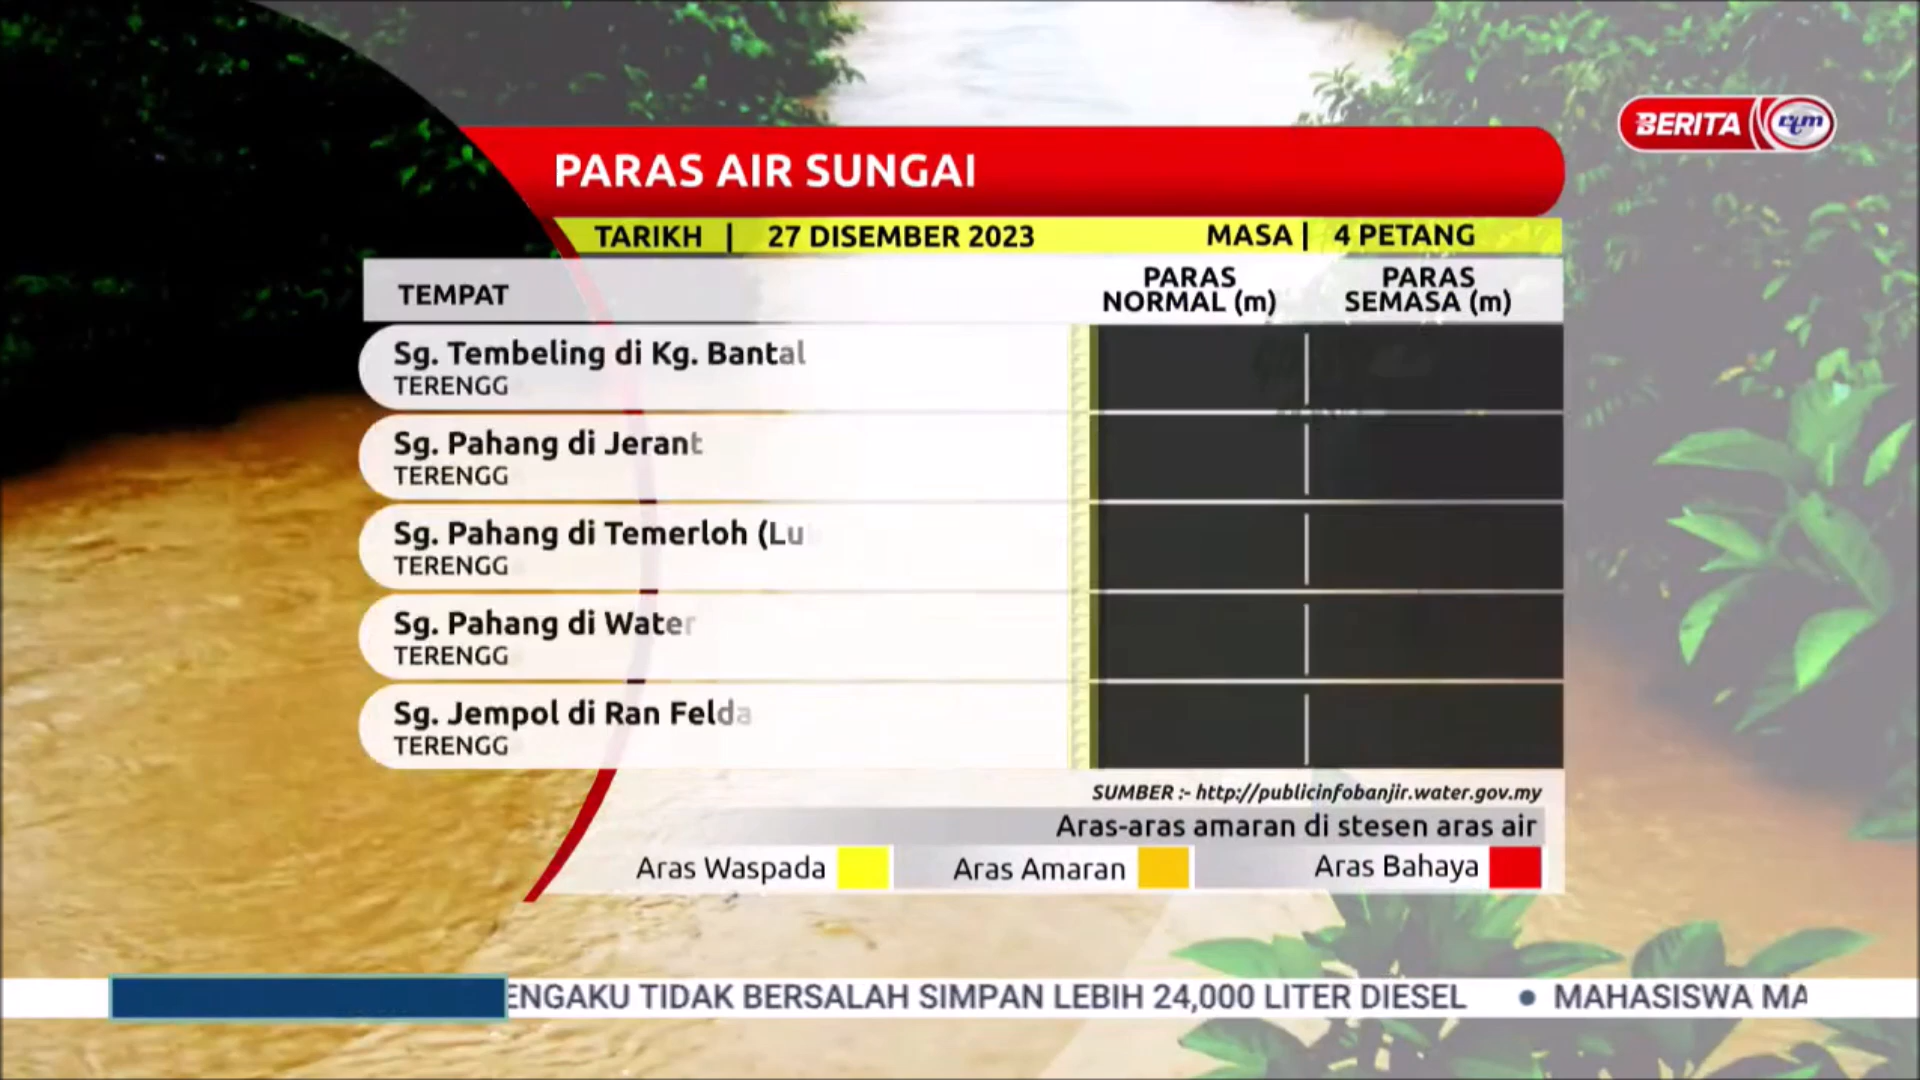 BERITA rtm
PARAS AIR SUNGAI
TARIKH | 27 DISEMBER 2023 MASA | 4 PETANG
TEMPAT PARAS NORMAL (m) PARAS SEMASA (m)
Sg. Tembeling di Kg. Bantal
TERENGG
Sg. Pahang di Jerant
TERENGG
Sg. Pahang di Temerloh (Lu
TERENGG
Sg. Pahang di Water
TERENGG
Sg. Jempol di Ran Felda
TERENGG
SUMBER :- http://publicinfobanjir.water.gov.my
Aras-aras amaran di stesen aras air
Aras Waspada Aras Amaran Aras Bahaya
ENGAKU TIDAK BERSALAH SIMPAN LEBIH 24,000 LITER DIESEL • MAHASISWA MA